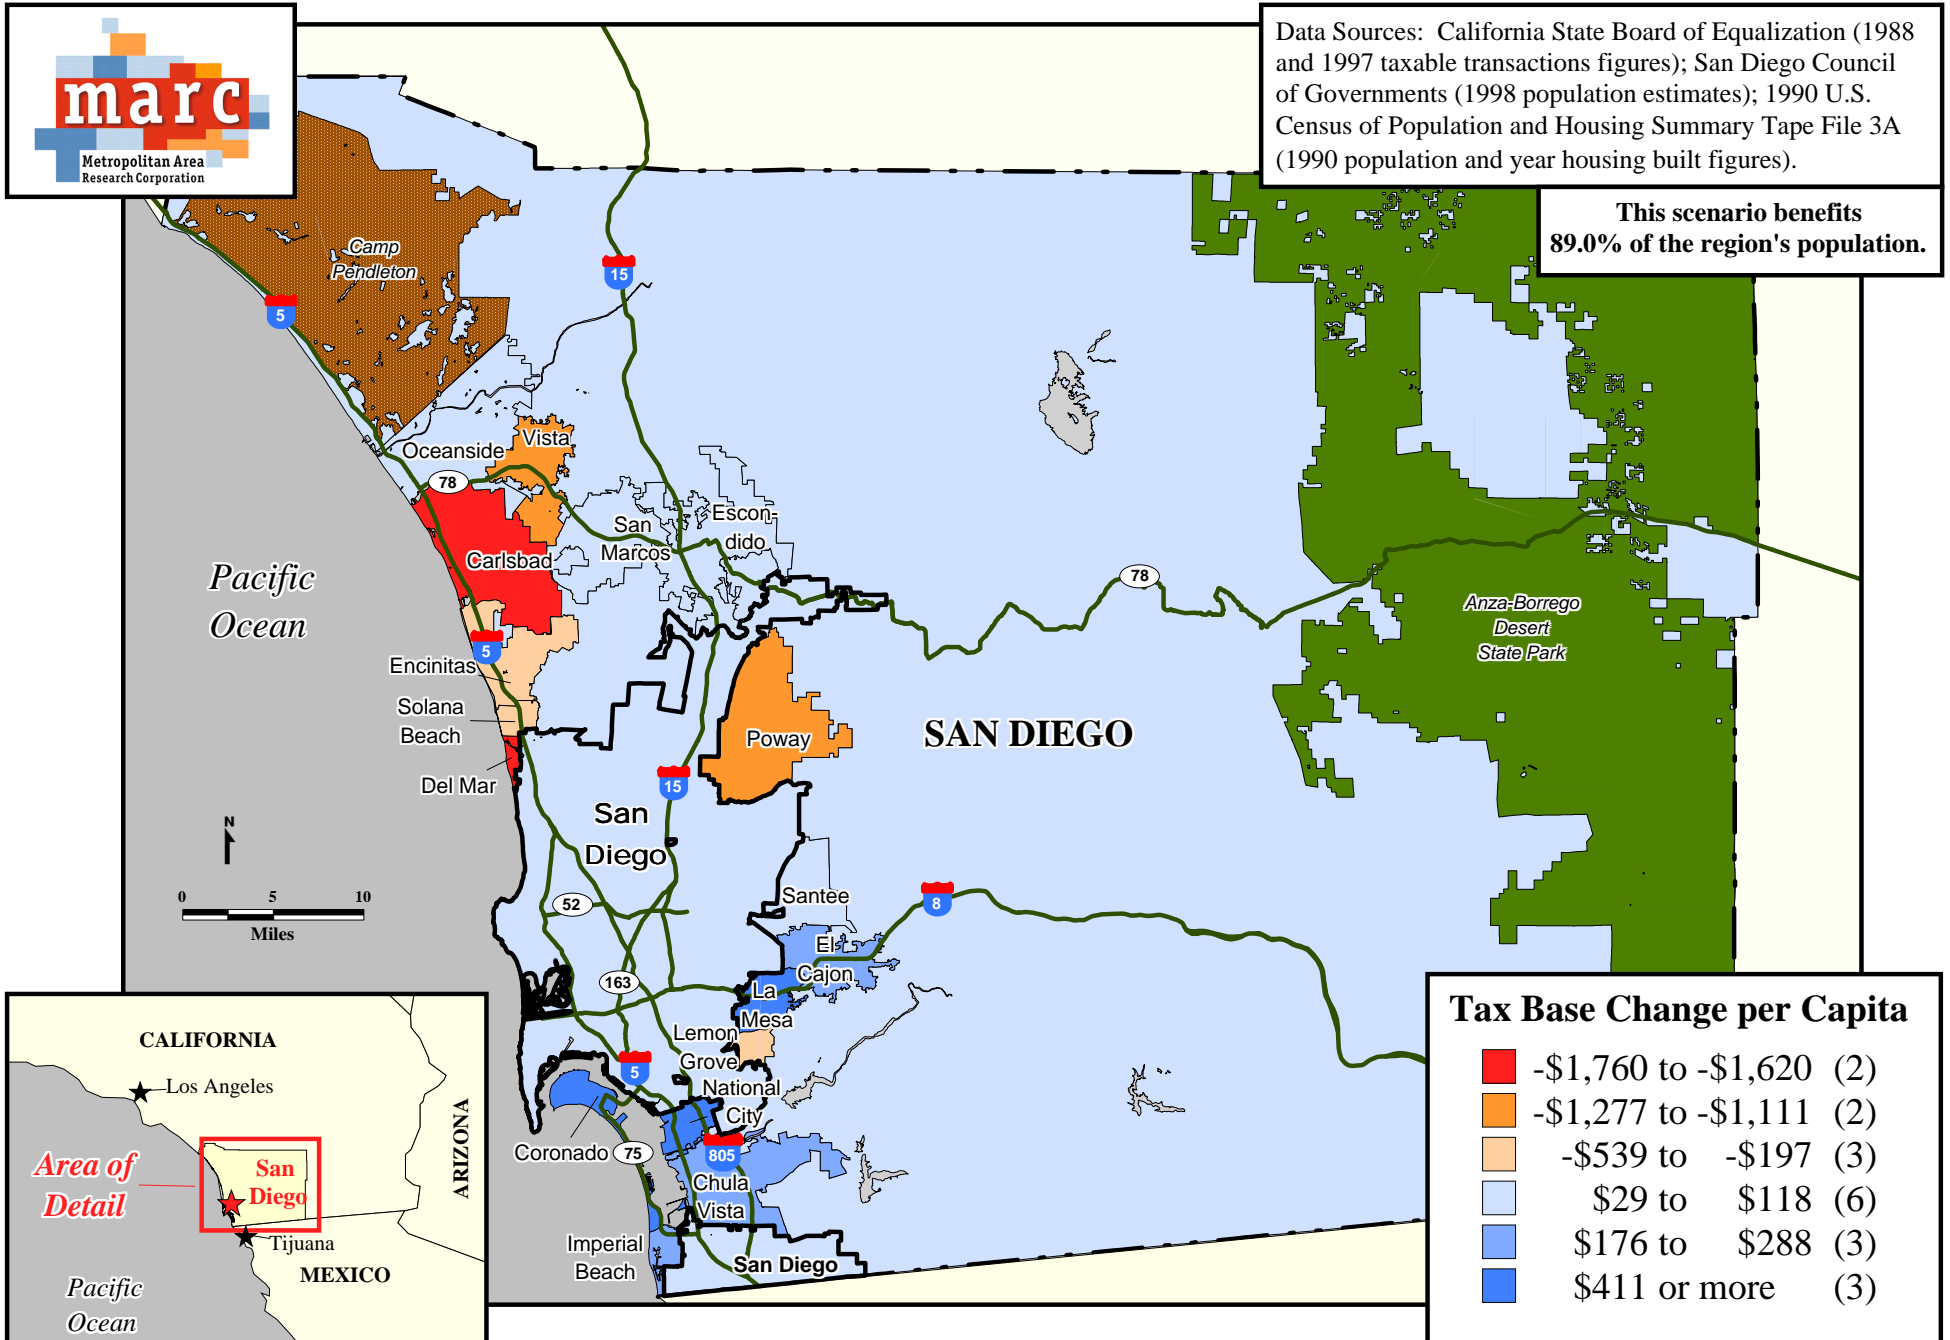 marc
Metropolitan Area
Research Corporation
Data Sources: California State Board of Equalization (1988
and 1997 taxable transactions figures); San Diego Council
of Governments (1998 population estimates); 1990 U.S.
Census of Population and Housing Summary Tape File 3A
(1990 population and year housing built figures).
This scenario benefits
89.0% of the region's population.
Camp
Pendleton
15
5
Oceanside
Vista
78
San
Marcos
Escon-
dido
Carlsbad
Pacific
Ocean
78
Anza-Borrego
Desert
State Park
5
Encinitas
Solana
Beach
Del Mar
Poway
SAN DIEGO
15
San
Diego
N
0 5 10
Miles
52
Santee
8
El
Cajon
163
La
Mesa
Lemon
Grove
5
National
City
Coronado
75
805
Chula
Vista
Imperial
Beach
San Diego
CALIFORNIA
Los Angeles
ARIZONA
Area of
Detail
San
Diego
Tijuana
MEXICO
Pacific
Ocean
Tax Base Change per Capita
-$1,760 to -$1,620 (2)
-$1,277 to -$1,111 (2)
-$539 to -$197 (3)
$29 to $118 (6)
$176 to $288 (3)
$411 or more (3)